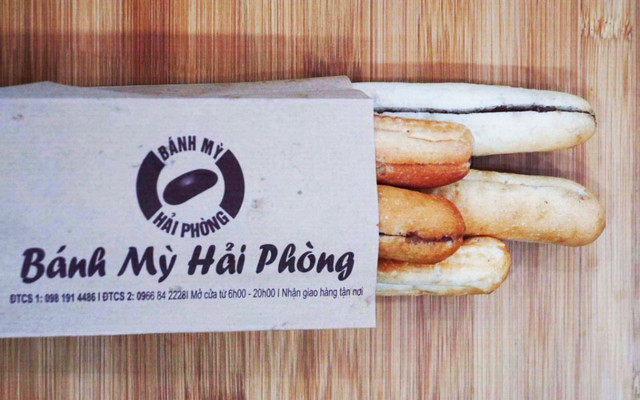 BÁNH MỲ
HẢI PHÒNG
Bánh Mỳ Hải Phòng
ĐTCS 1: 098 191 4486 I ĐTCS 2: 0966 84 2228I Mở cửa từ 6h00 - 20h00 I Nhận giao hàng tận nơi